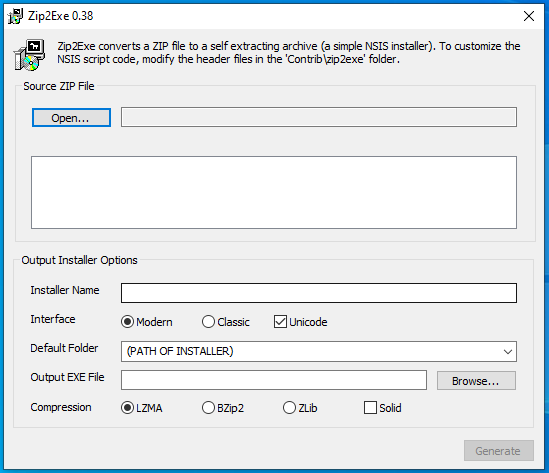 Zip2Exe 0.38
Zip2Exe converts a ZIP file to a self extracting archive (a simple NSIS installer). To customize the
NSIS script code, modify the header files in the 'Contrib\zip2exe' folder.
Source ZIP File
Open...
Output Installer Options
Installer Name
Interface Modern Classic Unicode
Default Folder (PATH OF INSTALLER)
Output EXE File Browse...
Compression LZMA BZip2 ZLib Solid
Generate